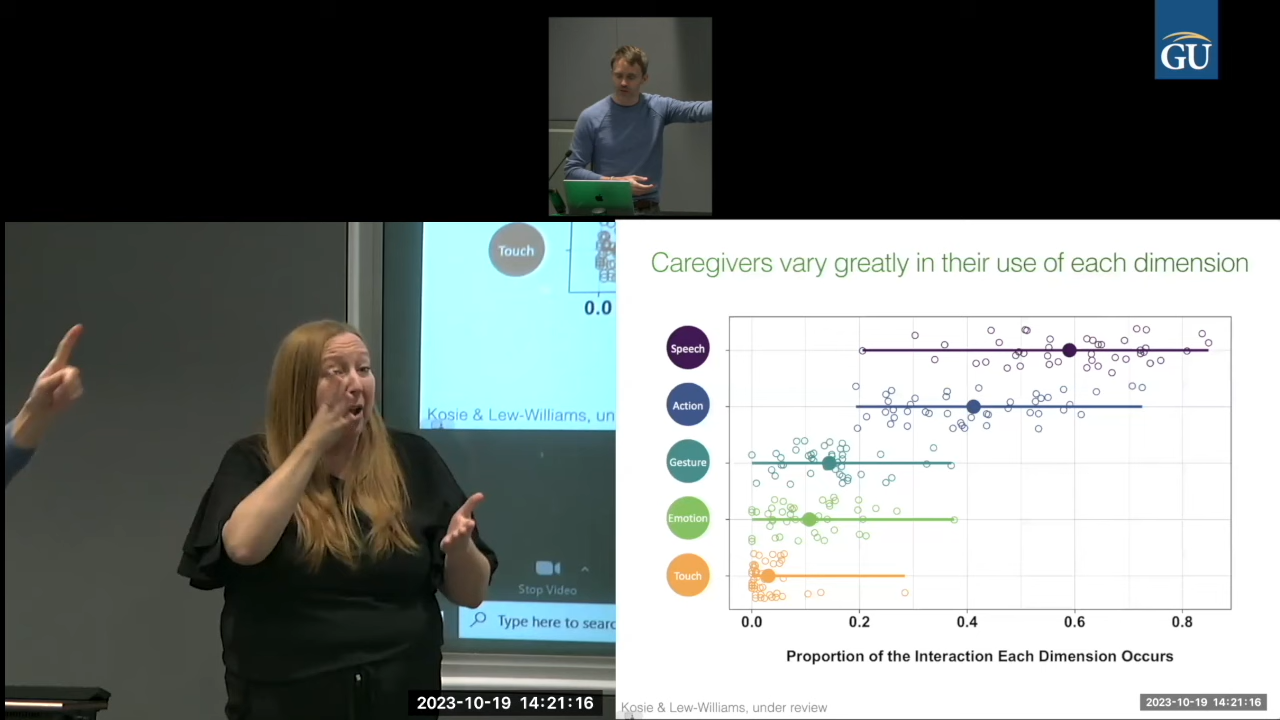 GU
Touch
0.0
Kosie & Lew-Williams, un
Stop Video
Type here to searc
2023-10-19 14:21:16
Caregivers vary greatly in their use of each dimension
Speech
Action
Gesture
Emotion
Touch
0.0 0.2 0.4 0.6 0.8
Proportion of the Interaction Each Dimension Occurs
Kosie & Lew-Williams, under review
2023-10-19 14:21:16